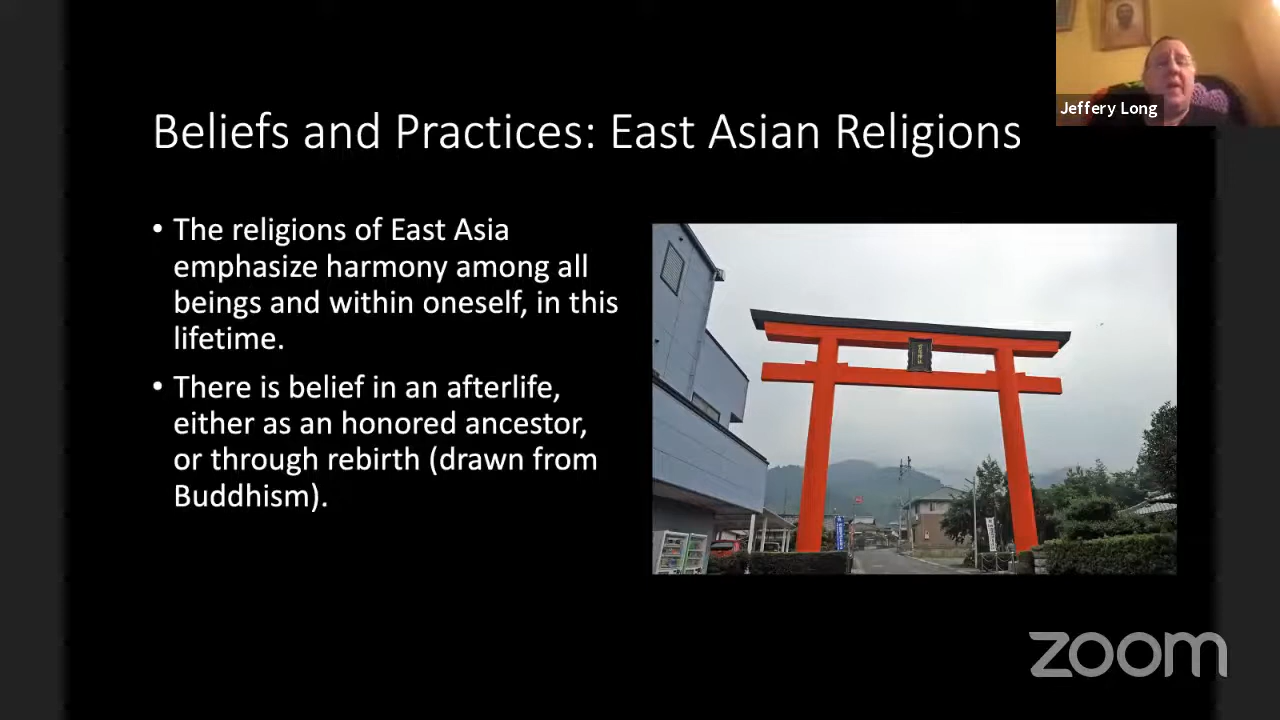 Jeffery Long
Beliefs and Practices: East Asian Religions
• The religions of East Asia
emphasize harmony among all
beings and within oneself, in this
lifetime.
• There is belief in an afterlife,
either as an honored ancestor,
or through rebirth (drawn from
Buddhism).
zoom